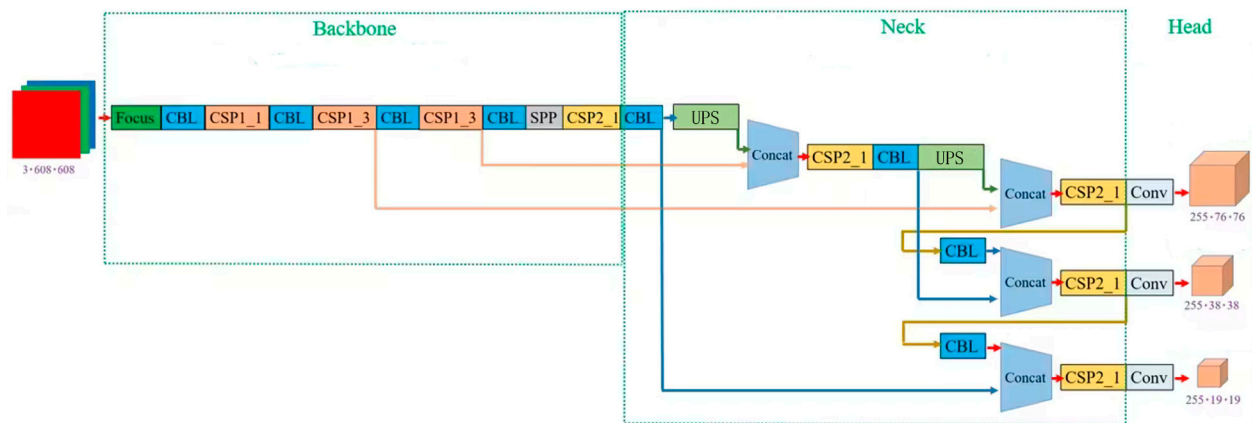 Backbone
Neck
Head
Focus CBL CSP1_1 CBL CSP1_3 CBL CSP1_3 CBL SPP CSP2_1 CBL UPS
3*608*608
Concat CSP2_1 CBL UPS
Concat CSP2_1 Conv
255*76*76
CBL
Concat CSP2_1 Conv
255*38*38
CBL
Concat CSP2_1 Conv
255*19*19